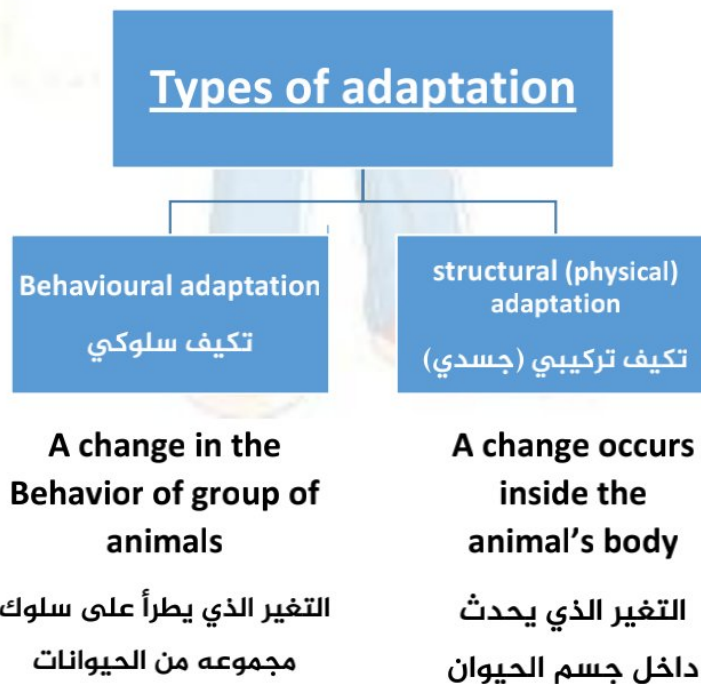 Types of adaptation
Behavioural adaptation
تكيف سلوكي
structural (physical)
adaptation
تكيف تركيبي (جسدي)
A change in the
Behavior of group of
animals
التغير الذي يطرأ على سلوك
مجموعه من الحيوانات
A change occurs
inside the
animal's body
التغير الذي يحدث
داخل جسم الحيوان